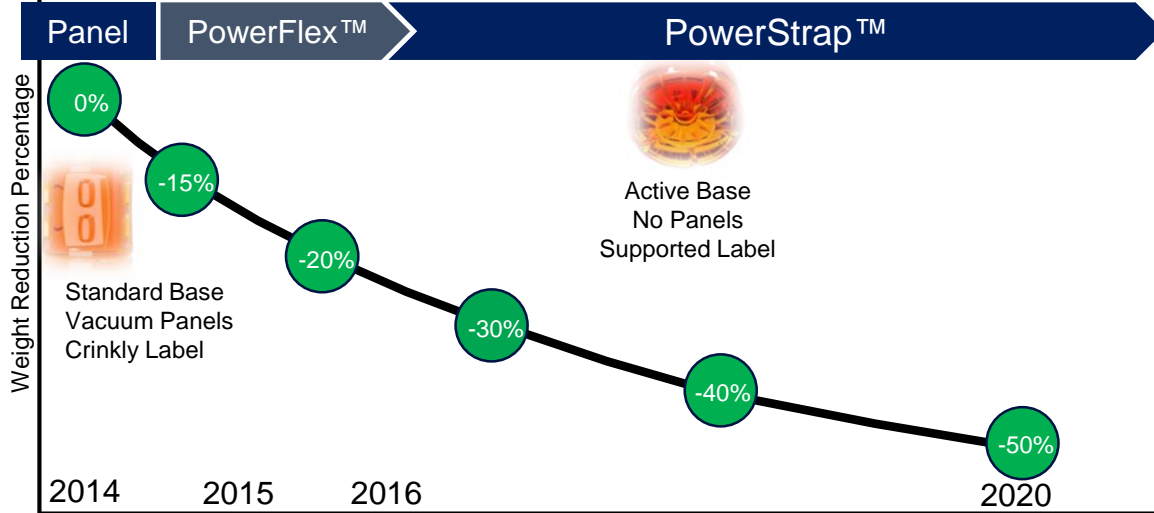 Panel
PowerFlex™
PowerStrap™
Weight Reduction Percentage
0%
-15%
-20%
-30%
-40%
-50%
Standard Base
Vacuum Panels
Crinkly Label
Active Base
No Panels
Supported Label
2014
2015
2016
2020